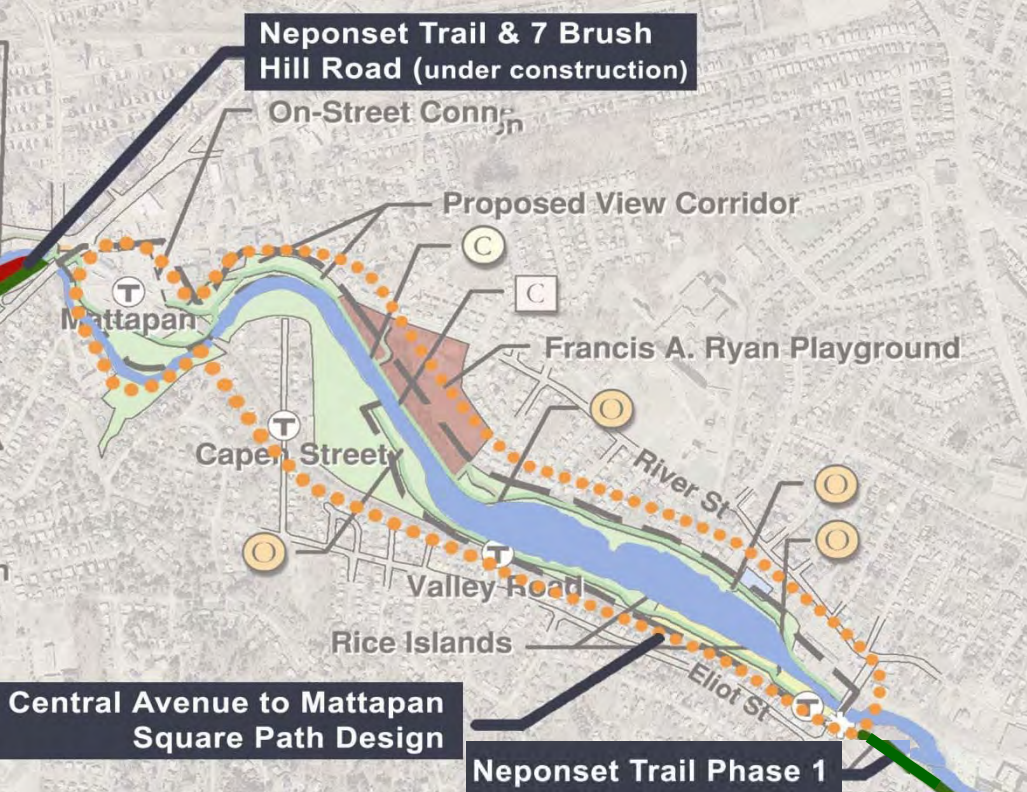 Neponset Trail & 7 Brush
Hill Road (under construction)
On-Street
Proposed View Corridor
C
C
T
Mattapan
Francis A. Ryan Playground
O
T
Capen Street
River St
O
O
O
T
Valley Road
Rice Islands
Eliot St
T
Central Avenue to Mattapan
Square Path Design
Neponset Trail Phase 1